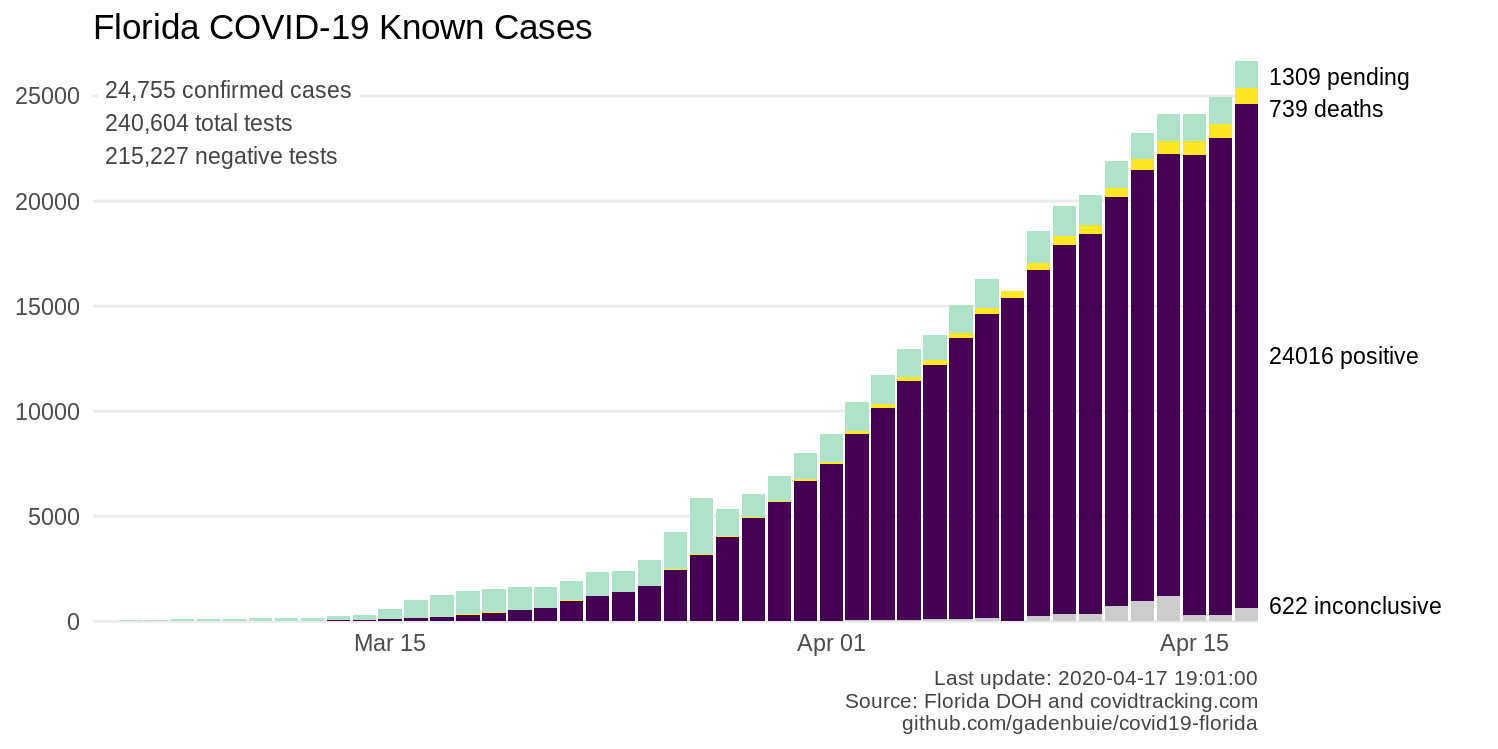 Florida COVID-19 Known Cases
24,755 confirmed cases
240,604 total tests
215,227 negative tests
25000
20000
15000
10000
5000
0
1309 pending
739 deaths
24016 positive
622 inconclusive
Mar 15
Apr 01
Apr 15
Last update: 2020-04-17 19:01:00
Source: Florida DOH and covidtracking.com
github.com/gadenbuie/covid19-florida